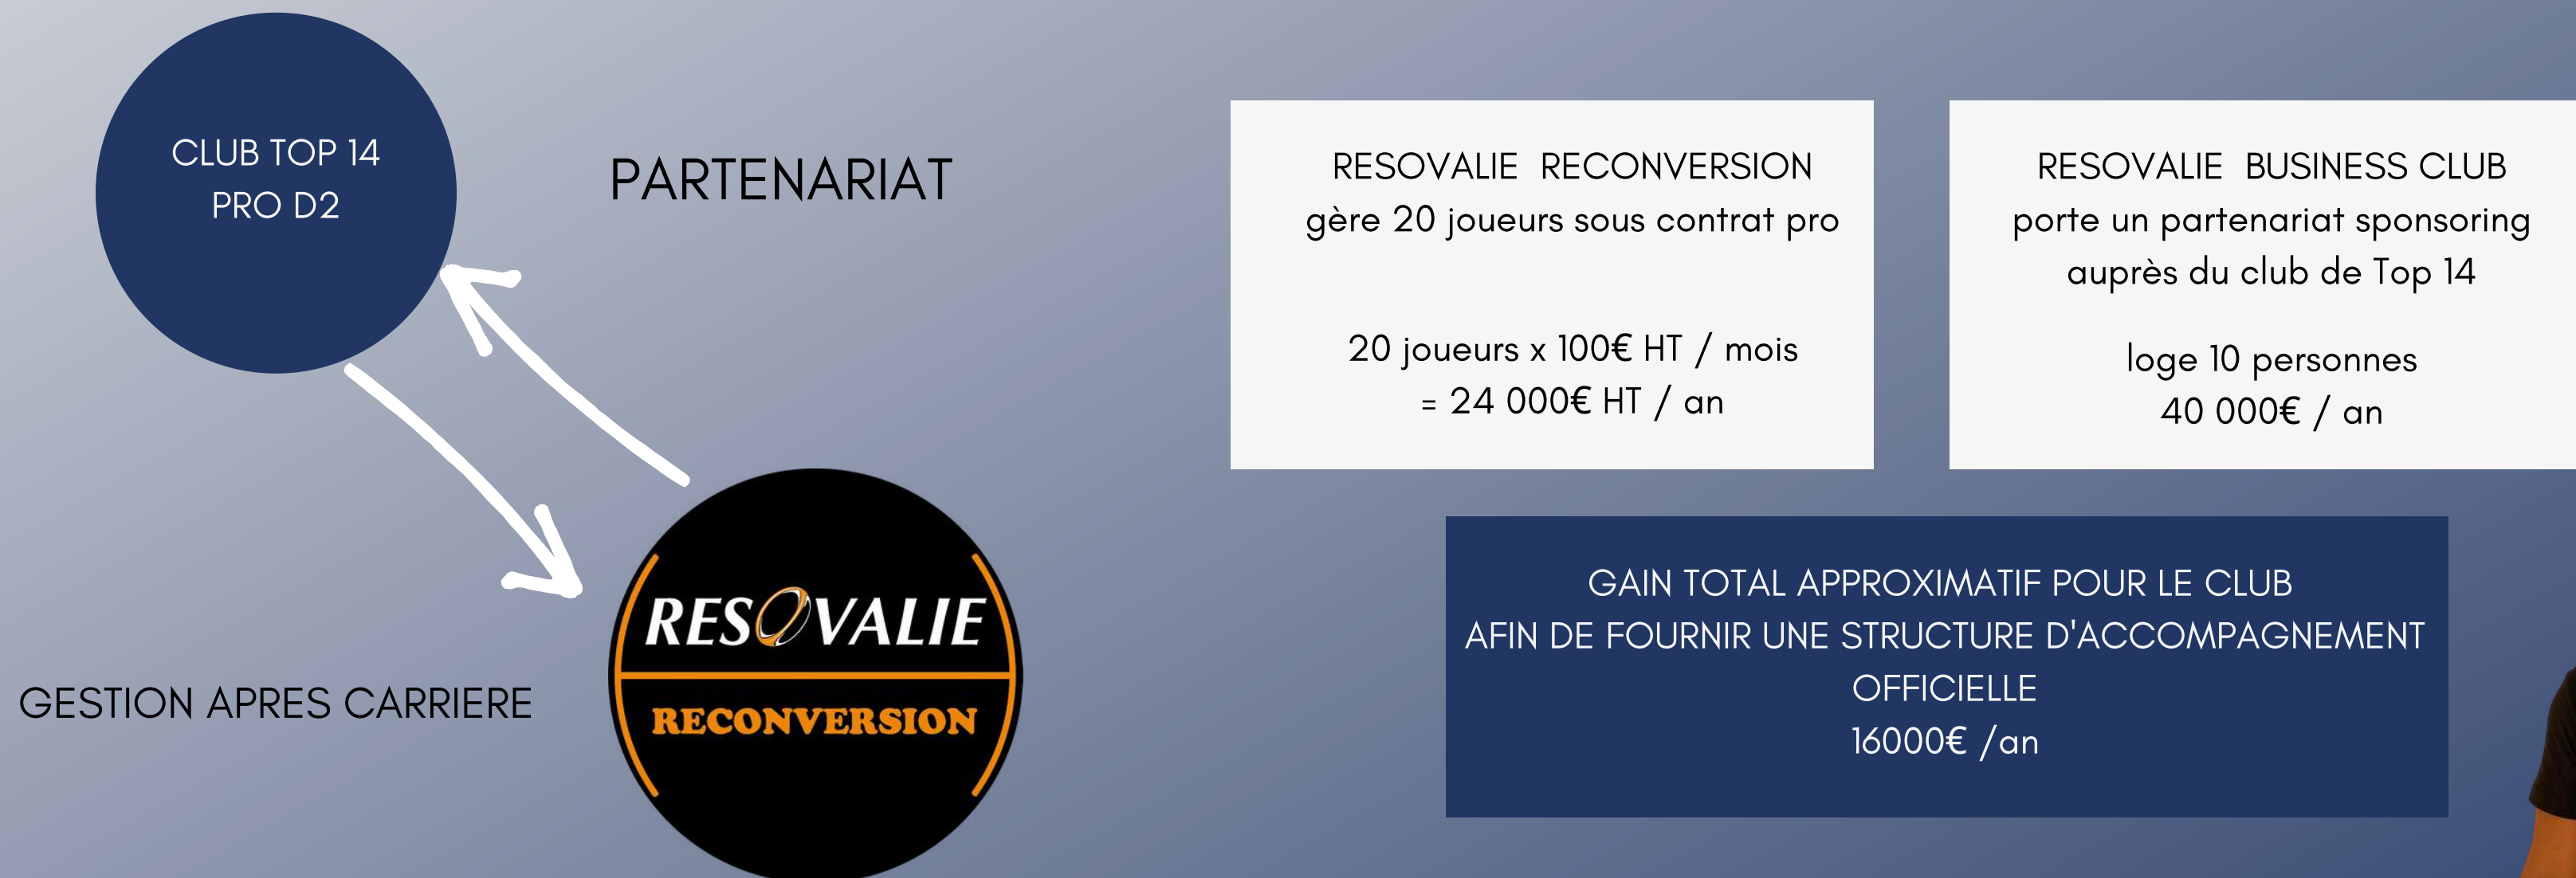 CLUB TOP 14
PRO D2
PARTENARIAT
GESTION APRES CARRIERE
RESOVALIE
RECONVERSION
RESOVALIE RECONVERSION
gère 20 joueurs sous contrat pro
20 joueurs x 100€ HT / mois
= 24 000€ HT / an
RESOVALIE BUSINESS CLUB
porte un partenariat sponsoring
auprès du club de Top 14
loge 10 personnes
40 000€ / an
GAIN TOTAL APPROXIMATIF POUR LE CLUB
AFIN DE FOURNIR UNE STRUCTURE D'ACCOMPAGNEMENT
OFFICIELLE
16000€ /an